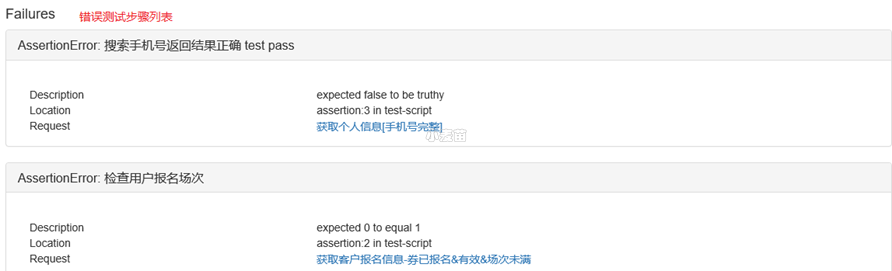 Failures 错误测试步骤列表
AssertionError: 搜索手机号返回结果正确 test pass
Description expected false to be truthy
Location assertion:3 in test-script
Request 获取个人信息[手机号完整]
AssertionError: 检查用户报名场次
Description expected 0 to equal 1
Location assertion:2 in test-script
Request 获取客户报名信息-券已报名&有效&场次未满